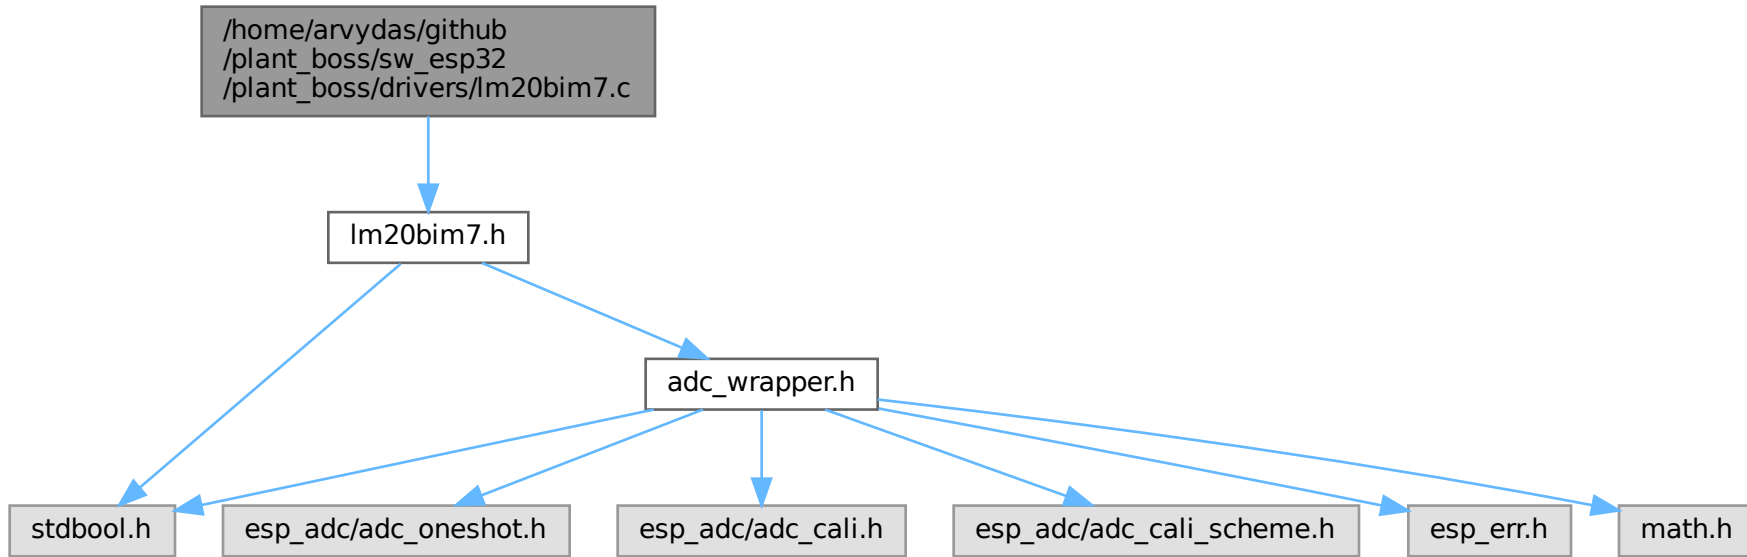 /home/arvydas/github
/plant_boss/sw_esp32
/plant_boss/drivers/lm20bim7.c
lm20bim7.h
adc_wrapper.h
stdbool.h
esp_adc/adc_oneshot.h
esp_adc/adc_cali.h
esp_adc/adc_cali_scheme.h
esp_err.h
math.h